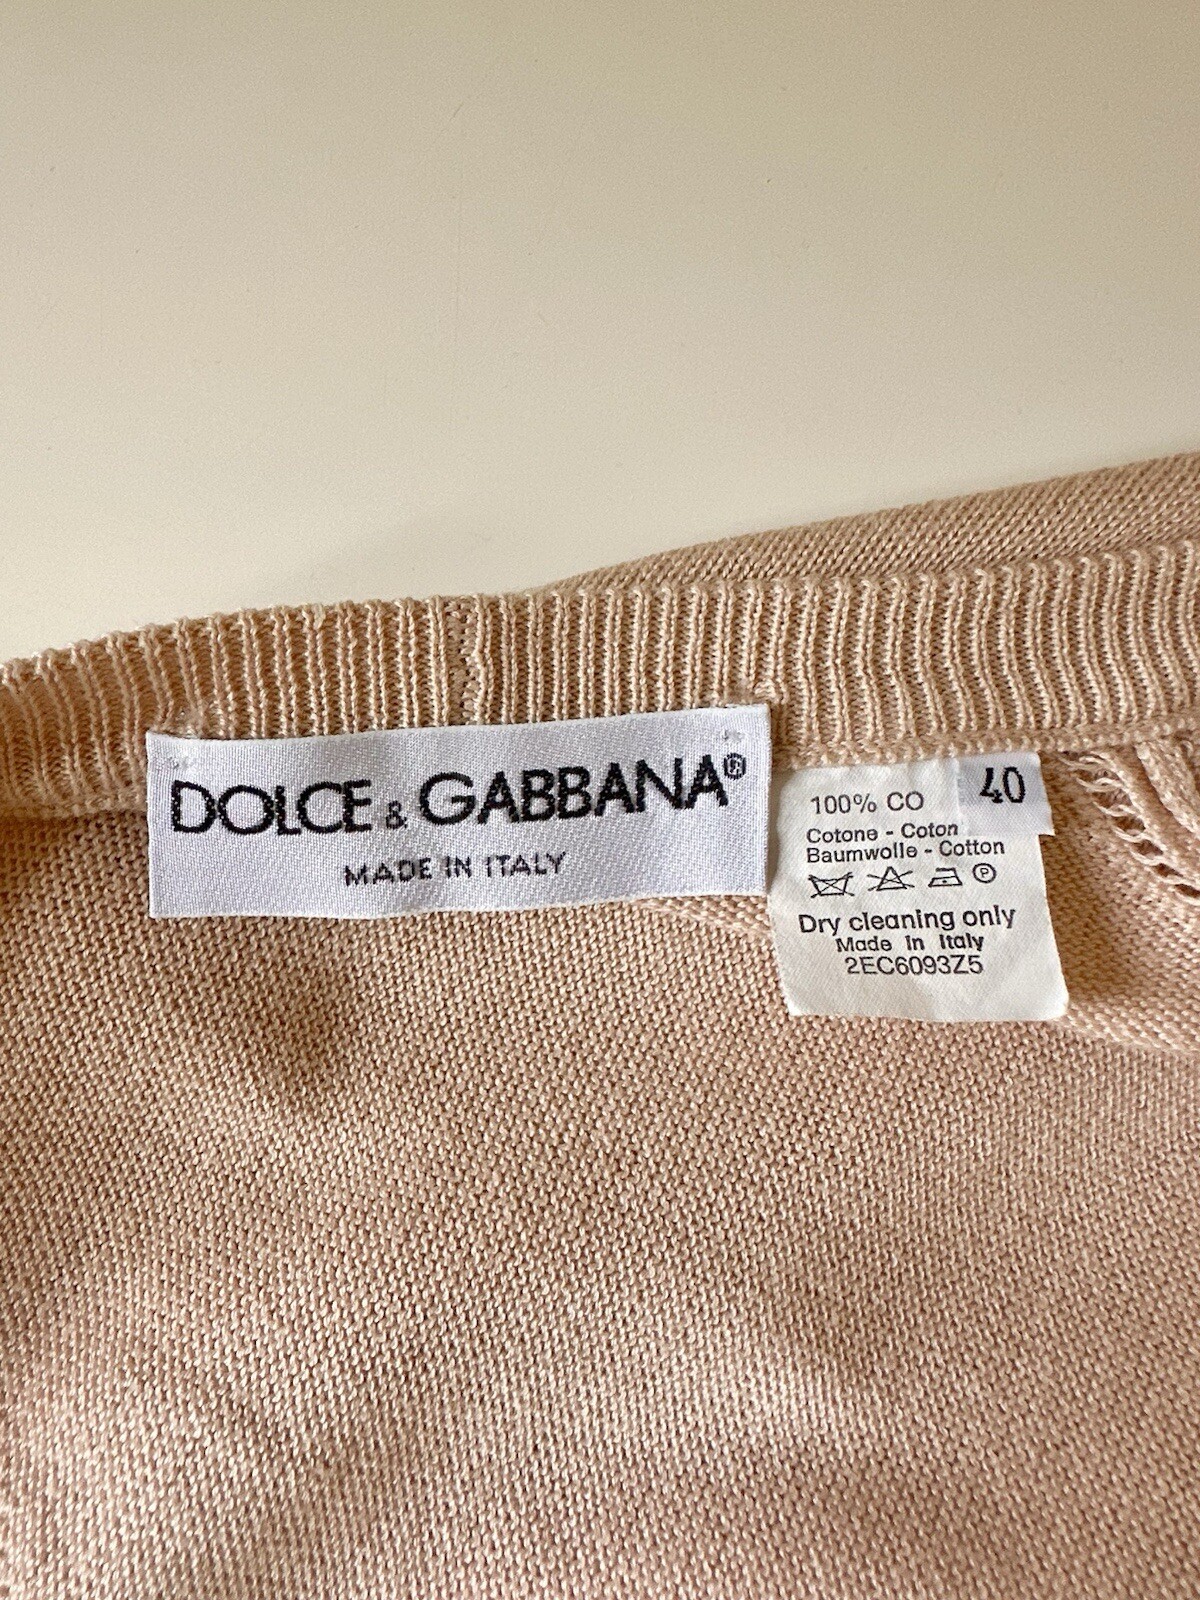 DOLCE & GABBANA®
MADE IN ITALY
40
100% CO
Cotone - Coton
Baumwolle - Cotton
P
Dry cleaning only
Made in Italy
2EC6093Z5